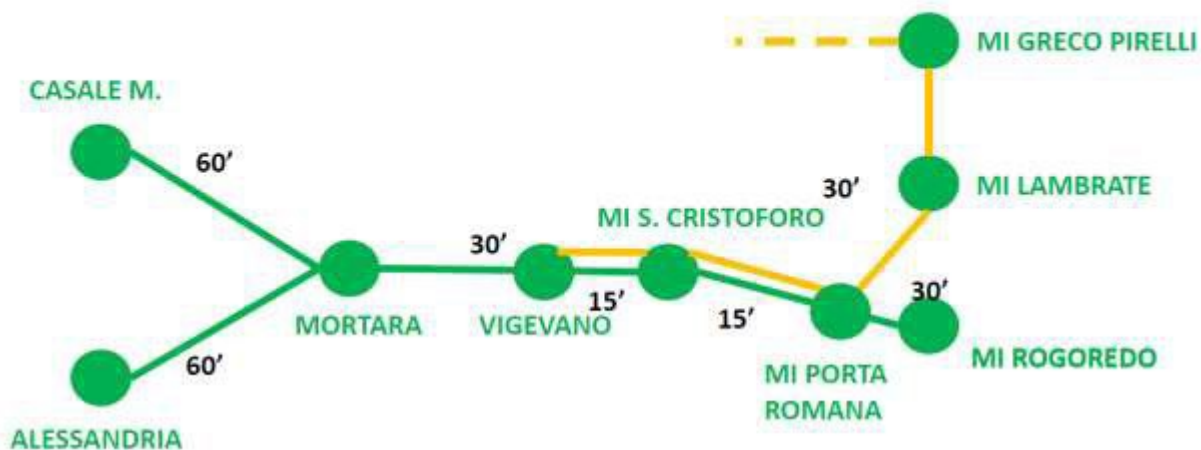 MI GRECO PIRELLI
CASALE M.
60'
30'
MI LAMBRATE
MI S. CRISTOFORO
30'
30'
15'
15'
MORTARA
VIGEVANO
MI ROGOREDO
60'
MI PORTA
ROMANA
ALESSANDRIA